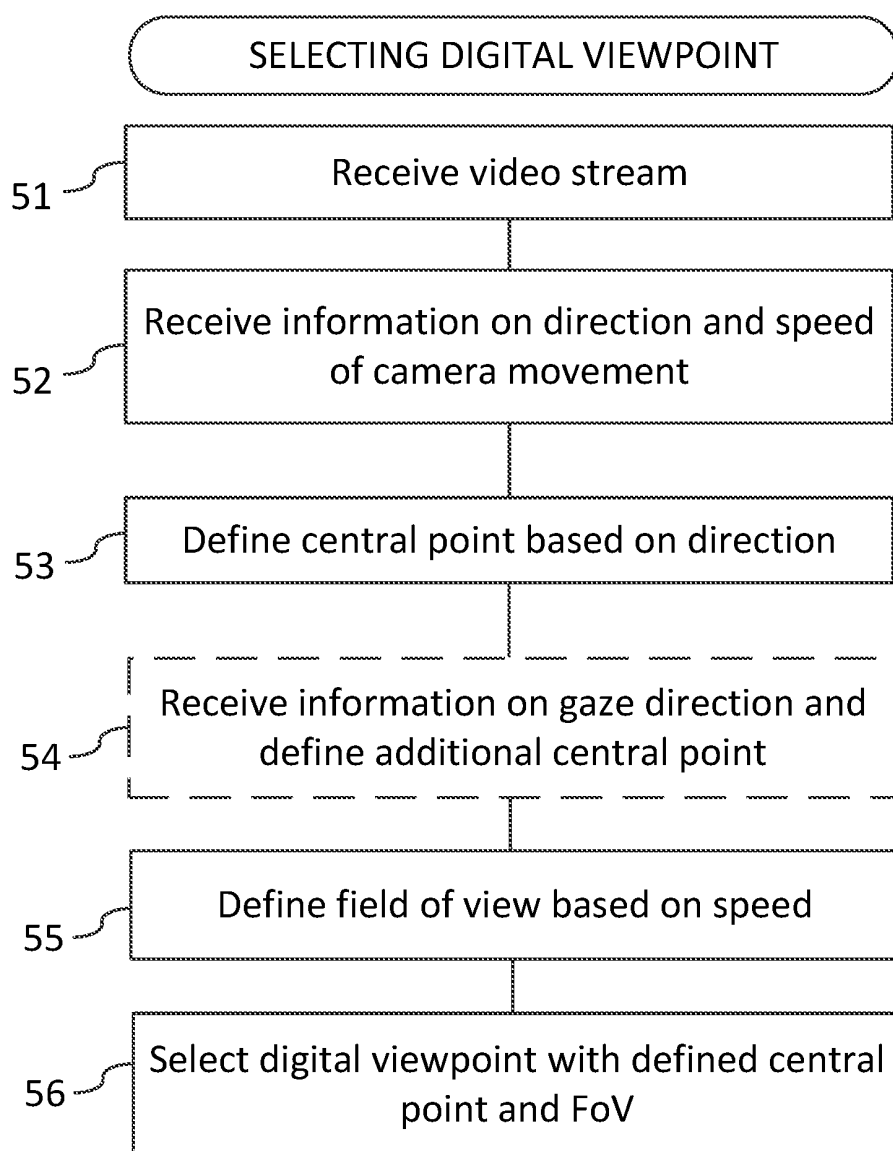 SELECTING DIGITAL VIEWPOINT
51
Receive video stream
52
Receive information on direction and speed
of camera movement
53
Define central point based on direction
54
Receive information on gaze direction and
define additional central point
55
Define field of view based on speed
56
Select digital viewpoint with defined central
point and FoV